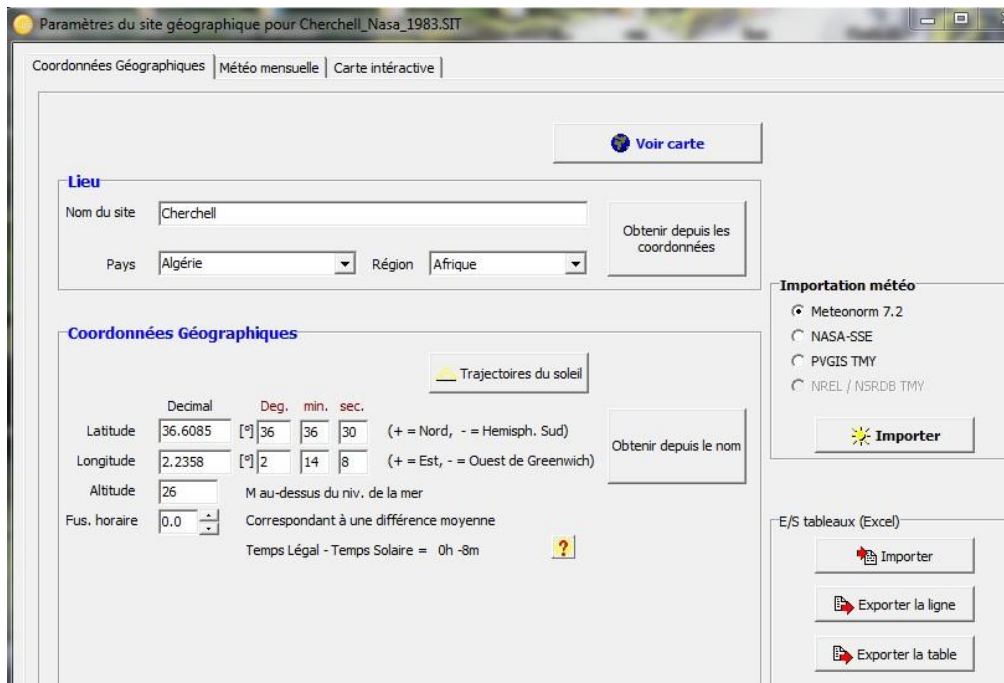 Paramètres du site géographique pour Cherchell_Nasa_1983.SIT
Coordonnées Géographiques Météo mensuelle Carte intéractive
Voir carte
Lieu
Nom du site Cherchell
Obtenir depuis les coordonnées
Pays Algérie Région Afrique
Importation météo
Meteonorm 7.2
NASA-SSE
PVGIS TMY
NREL / NSRDB TMY
Importer
Coordonnées Géographiques
Trajectoires du soleil
Decimal Deg. min. sec.
Latitude 36.6085 [°] 36 36 30 (+ = Nord, - = Hemisph. Sud)
Longitude 2.2358 [°] 2 14 8 (+ = Est, - = Ouest de Greenwich)
Obtenir depuis le nom
Altitude 26 M au-dessus du niv. de la mer
Fus. horaire 0.0 Correspondant à une différence moyenne
Temps Légal - Temps Solaire = 0h -8m ?
E/S tableaux (Excel)
Importer
Exporter la ligne
Exporter la table